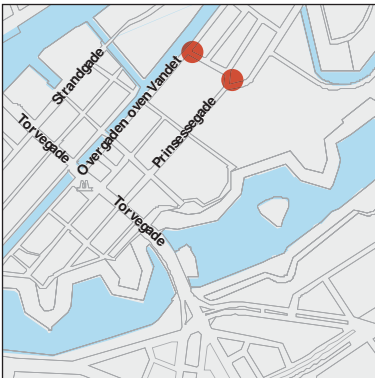 Strandgade
Overgaden oven Vandet
Torvegade
Prinsessegade
Torvegade